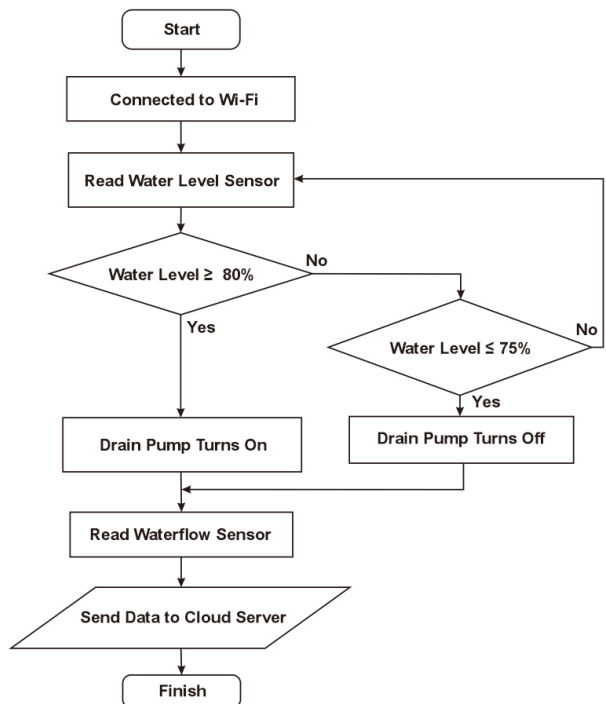 Start
Connected to Wi-Fi
Read Water Level Sensor
Water Level ≥ 80%
No
Yes
Water Level ≤ 75%
No
Yes
Drain Pump Turns On
Drain Pump Turns Off
Read Waterflow Sensor
Send Data to Cloud Server
Finish